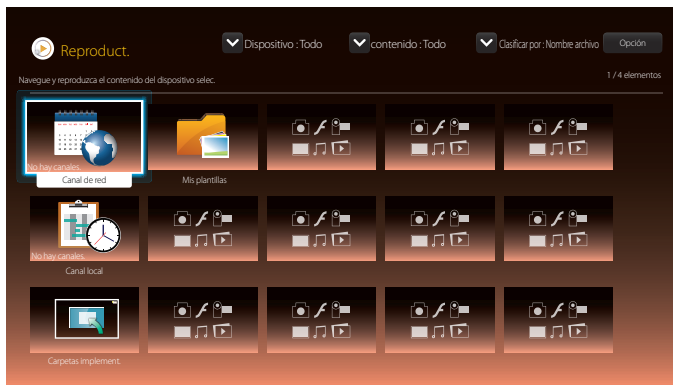 Reproduct.
Dispositivo : Todo
contenido : Todo
Clasificar por : Nombre archivo
Opción
Navegue y reproduzca el contenido del dispositivo selec.
1 / 4 elementos
No hay canales.
Canal de red
Mis plantillas
No hay canales.
Canal local
Carpetas implement.